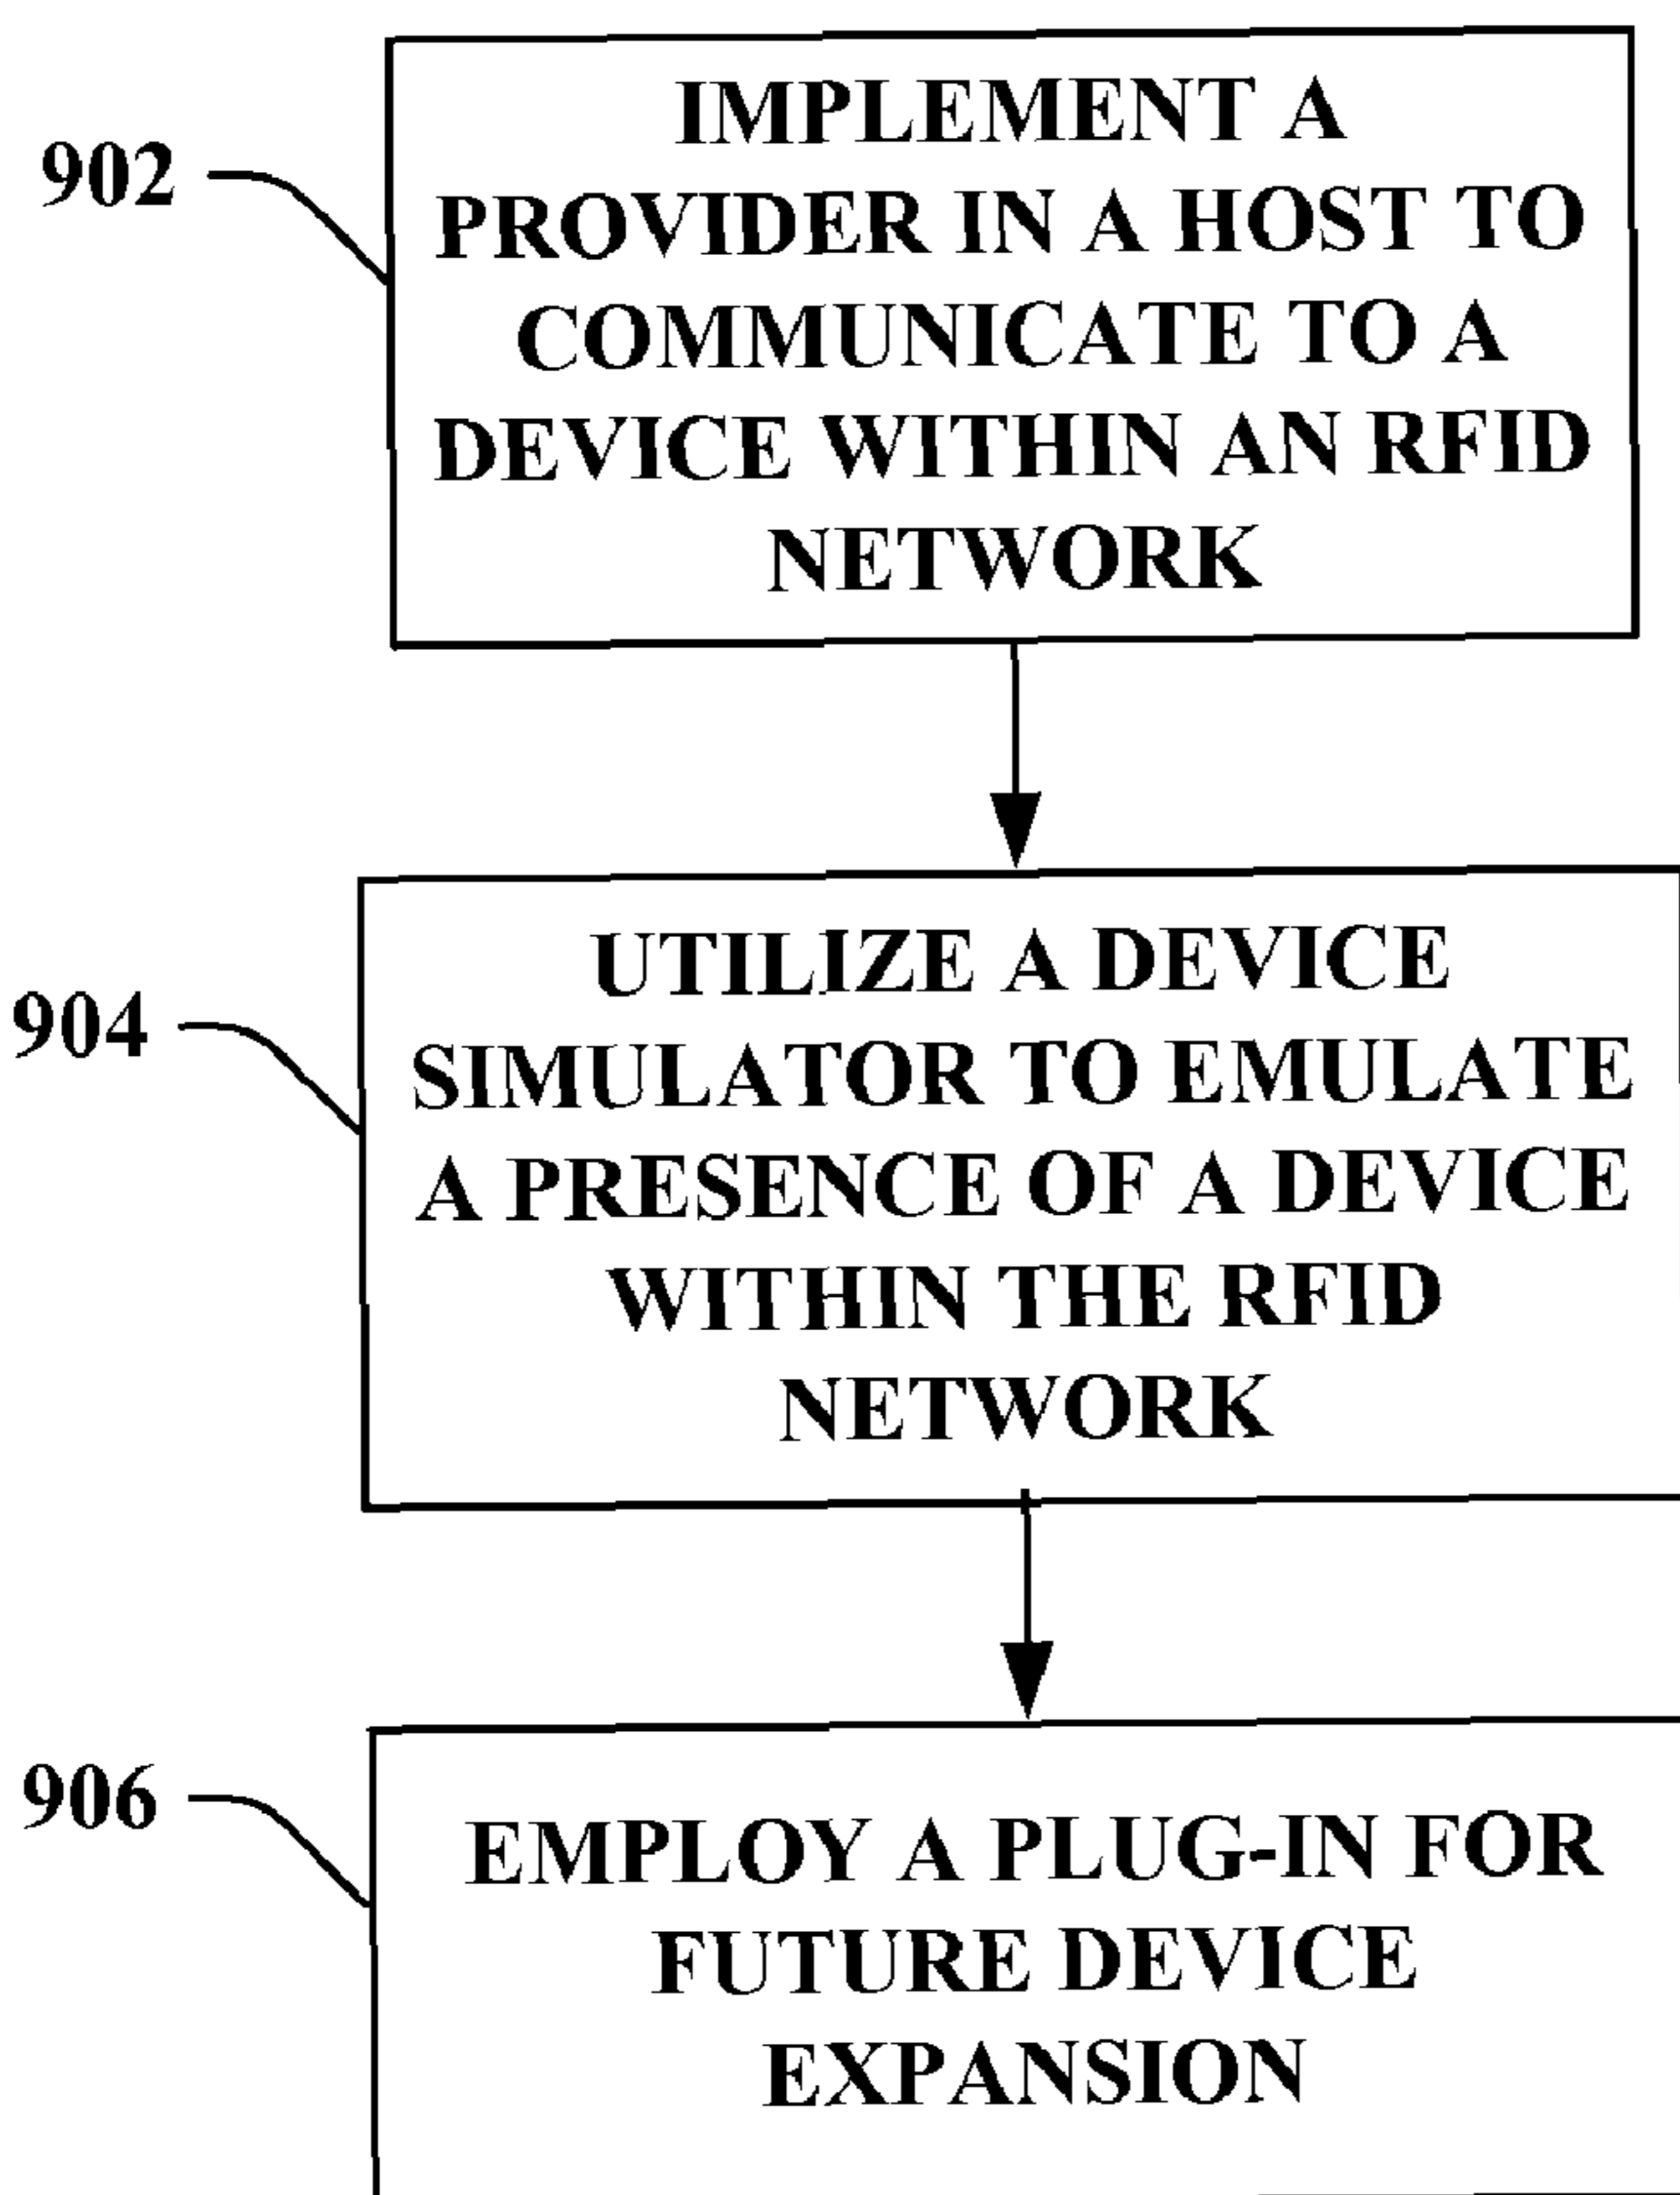 902
IMPLEMENT A
PROVIDER IN A HOST TO
COMMUNICATE TO A
DEVICE WITHIN AN RFID
NETWORK
904
UTILIZE A DEVICE
SIMULATOR TO EMULATE
A PRESENCE OF A DEVICE
WITHIN THE RFID
NETWORK
906
EMPLOY A PLUG-IN FOR
FUTURE DEVICE
EXPANSION